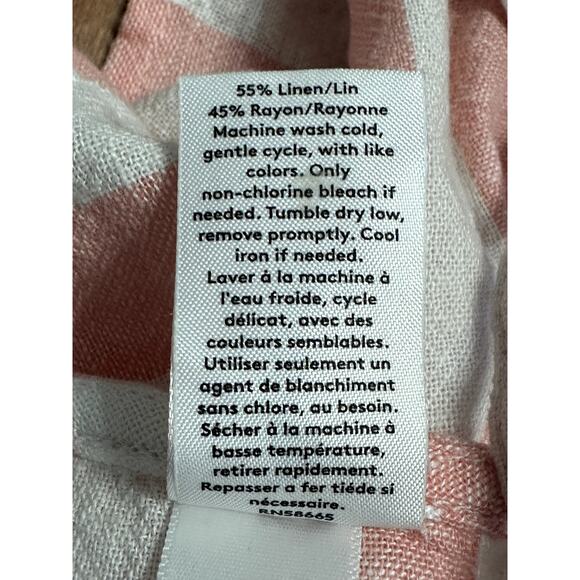 55% Linen/Lin
45% Rayon/Rayonne
Machine wash cold,
gentle cycle, with like
colors. Only
non-chlorine bleach if
needed. Tumble dry low,
remove promptly. Cool
iron if needed.
Laver à la machine à
l'eau froide, cycle
délicat, avec des
couleurs semblables.
Utiliser seulement un
agent de blanchiment
sans chlore, au besoin.
Sécher à la machine à
basse température,
retirer rapidement.
Repasser a fer tiéde si
nécessaire.
RN58665